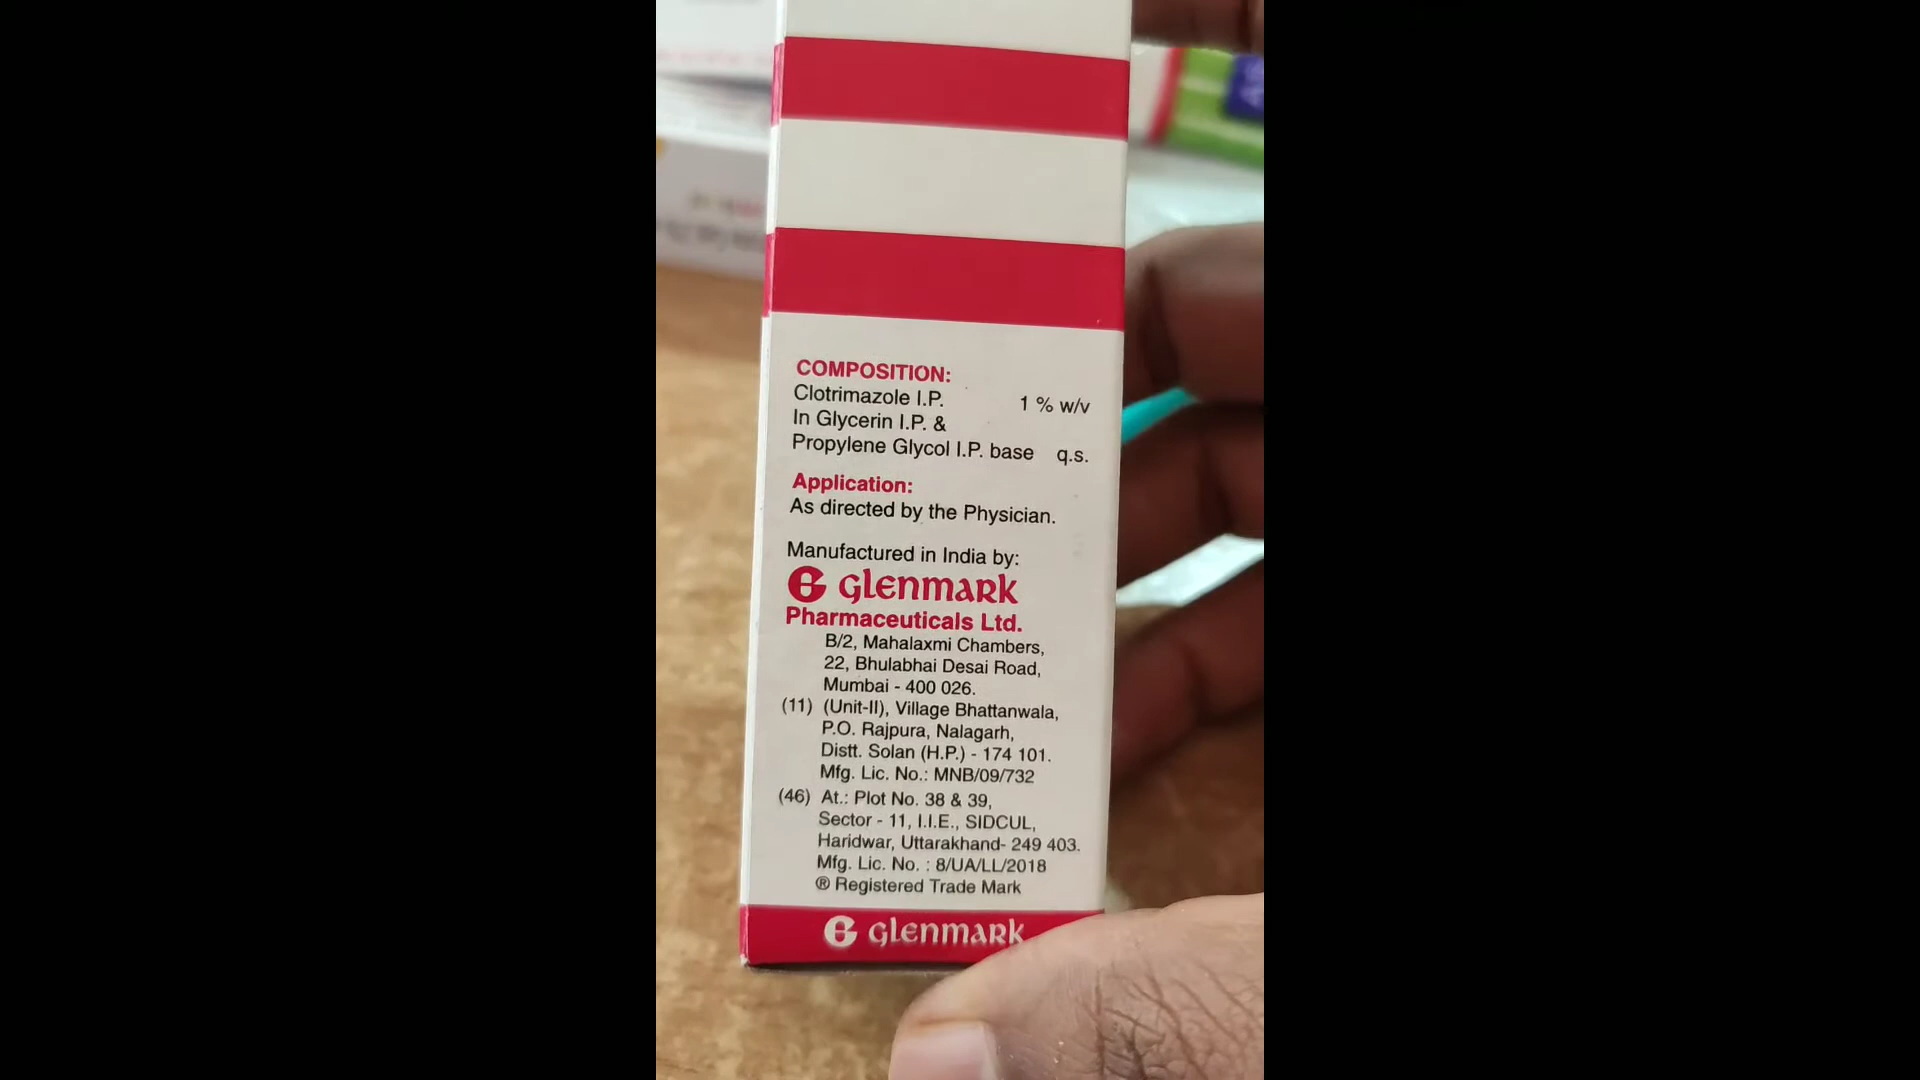 COMPOSITION:
Clotrimazole I.P. 1 % w/v
In Glycerin I.P. &
Propylene Glycol I.P. base q.s.
Application:
As directed by the Physician.
Manufactured in India by:
G glenmark
Pharmaceuticals Ltd.
B/2, Mahalaxmi Chambers,
22, Bhulabhai Desai Road,
Mumbai - 400 026.
(11) (Unit-II), Village Bhattanwala,
P.O. Rajpura, Nalagarh,
Distt. Solan (H.P.) - 174 101.
Mfg. Lic. No.: MNB/09/732
(46) At.: Plot No. 38 & 39,
Sector - 11, I.I.E., SIDCUL,
Haridwar, Uttarakhand- 249 403.
Mfg. Lic. No. : 8/UA/LL/2018
® Registered Trade Mark
G glenmark